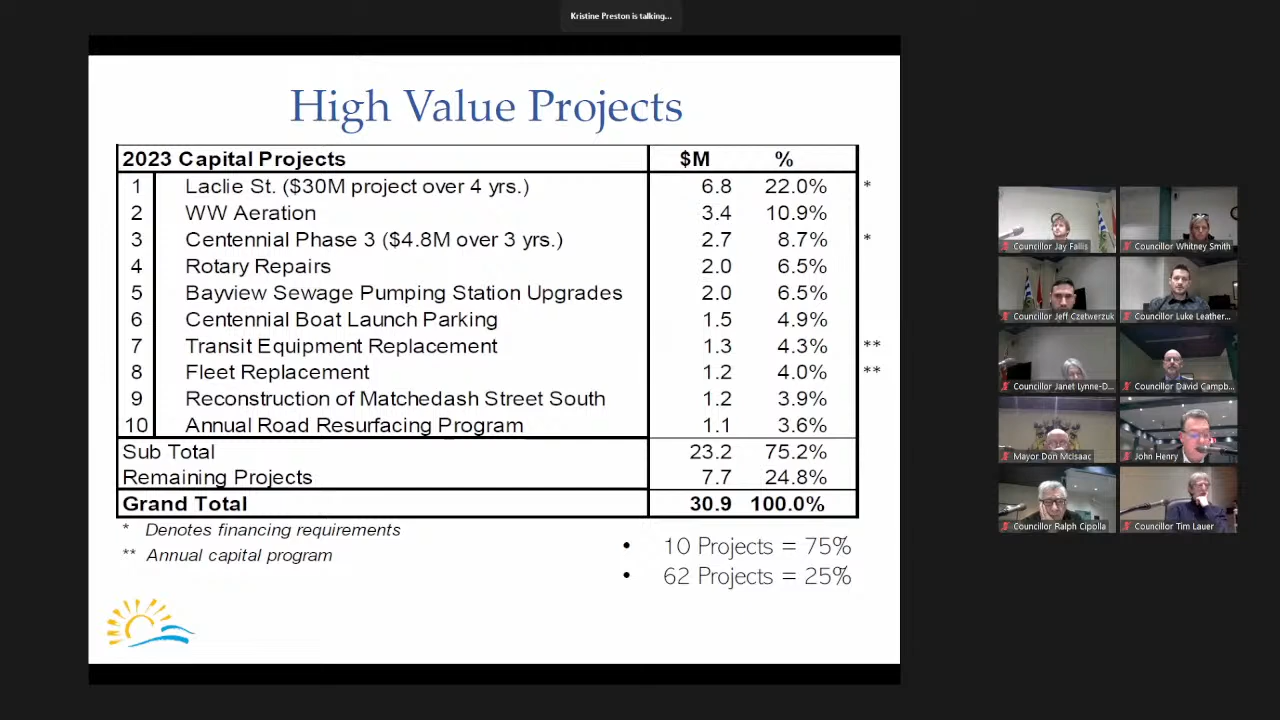 Kristine Preston is talking...
High Value Projects
2023 Capital Projects $M %
1 Laclie St. ($30M project over 4 yrs.) 6.8 22.0% *
2 WW Aeration 3.4 10.9%
3 Centennial Phase 3 ($4.8M over 3 yrs.) 2.7 8.7% *
4 Rotary Repairs 2.0 6.5%
5 Bayview Sewage Pumping Station Upgrades 2.0 6.5%
6 Centennial Boat Launch Parking 1.5 4.9%
7 Transit Equipment Replacement 1.3 4.3% **
8 Fleet Replacement 1.2 4.0% **
9 Reconstruction of Matchedash Street South 1.2 3.9%
10 Annual Road Resurfacing Program 1.1 3.6%
Sub Total 23.2 75.2%
Remaining Projects 7.7 24.8%
Grand Total 30.9 100.0%
* Denotes financing requirements
** Annual capital program
• 10 Projects = 75%
• 62 Projects = 25%
Councillor Jay Fallis
Councillor Whitney Smith
Councillor Jeff Czetwerzuk
Councillor Luke Leather...
Councillor Janet Lynne-D...
Councillor David Campb...
Mayor Don McIsaac
John Henry
Councillor Ralph Cipolla
Councillor Tim Lauer